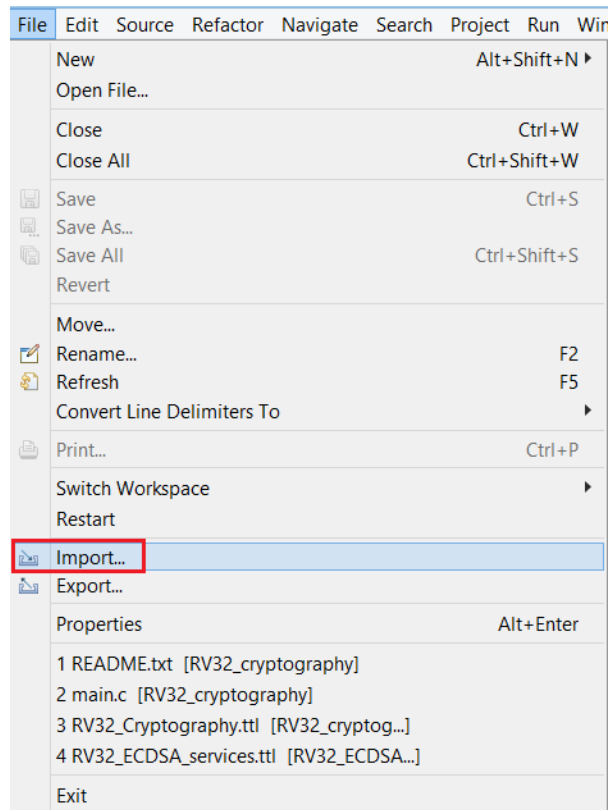 File Edit Source Refactor Navigate Search Project Run Win
New Alt+Shift+N
Open File...
Close Ctrl+W
Close All Ctrl+Shift+W
Save Ctrl+S
Save As...
Save All Ctrl+Shift+S
Revert
Move...
Rename... F2
Refresh F5
Convert Line Delimiters To
Print... Ctrl+P
Switch Workspace
Restart
Import...
Export...
Properties Alt+Enter
1 README.txt [RV32_cryptography]
2 main.c [RV32_cryptography]
3 RV32_Cryptography.ttl [RV32_cryptog...]
4 RV32_ECDSA_services.ttl [RV32_ECDSA...]
Exit